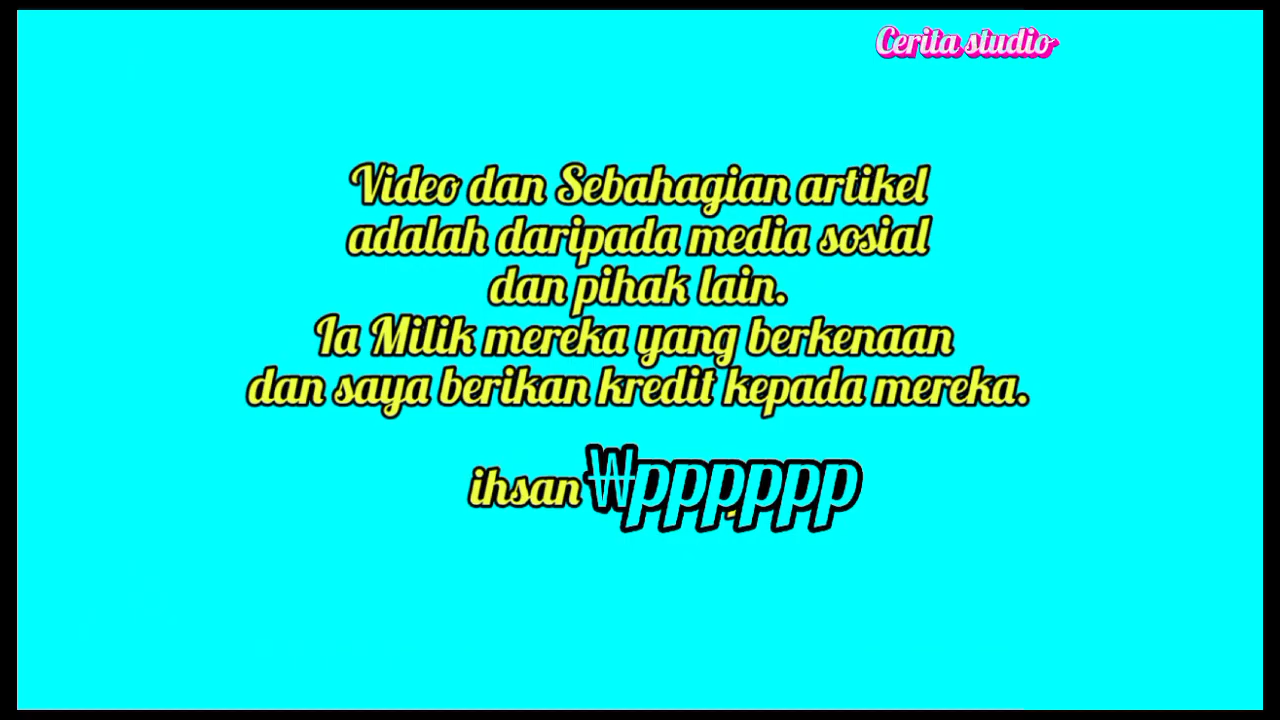 Cerita studio
Video dan Sebahagian artikel
adalah daripada media sosial
dan pihak lain.
Ia Milik mereka yang berkenaan
dan saya berikan kredit kepada mereka.
ihsan ₩pppppp